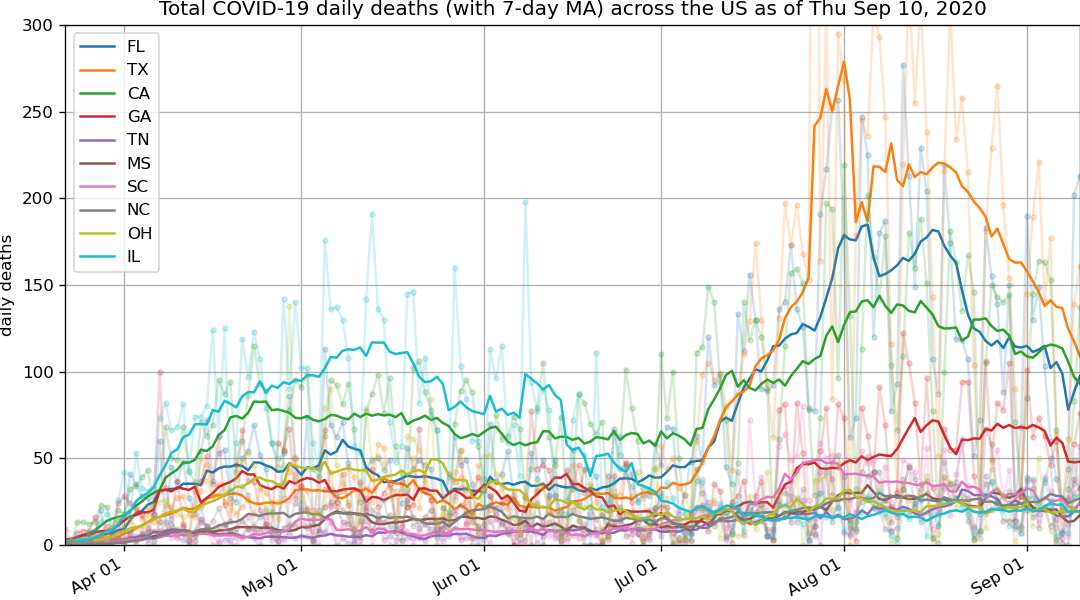 Total COVID-19 daily deaths (with 7-day MA) across the US as of Thu Sep 10, 2020
300
250
200
150
100
50
0
daily deaths
FL
TX
CA
GA
TN
MS
SC
NC
OH
IL
Apr 01
May 01
Jun 01
Jul 01
Aug 01
Sep 01